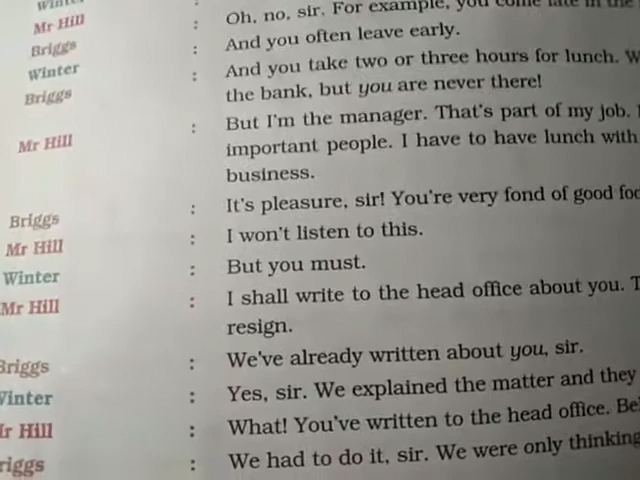 Winter
Mr Hill :
Briggs : Oh, no, sir. For example, you come late in the
Winter : And you often leave early.
Briggs : And you take two or three hours for lunch.
the bank, but you are never there!
Mr Hill : But I'm the manager. That's part of my job.
important people. I have to have lunch with
business.
Briggs : It's pleasure, sir! You're very fond of good
Mr Hill : I won't listen to this.
Winter : But you must.
Mr Hill : I shall write to the head office about you.
resign.
Briggs : We've already written about you, sir.
Winter : Yes, sir. We explained the matter and they
Mr Hill : What! You've written to the head office.
Briggs : We had to do it, sir. We were only thinking